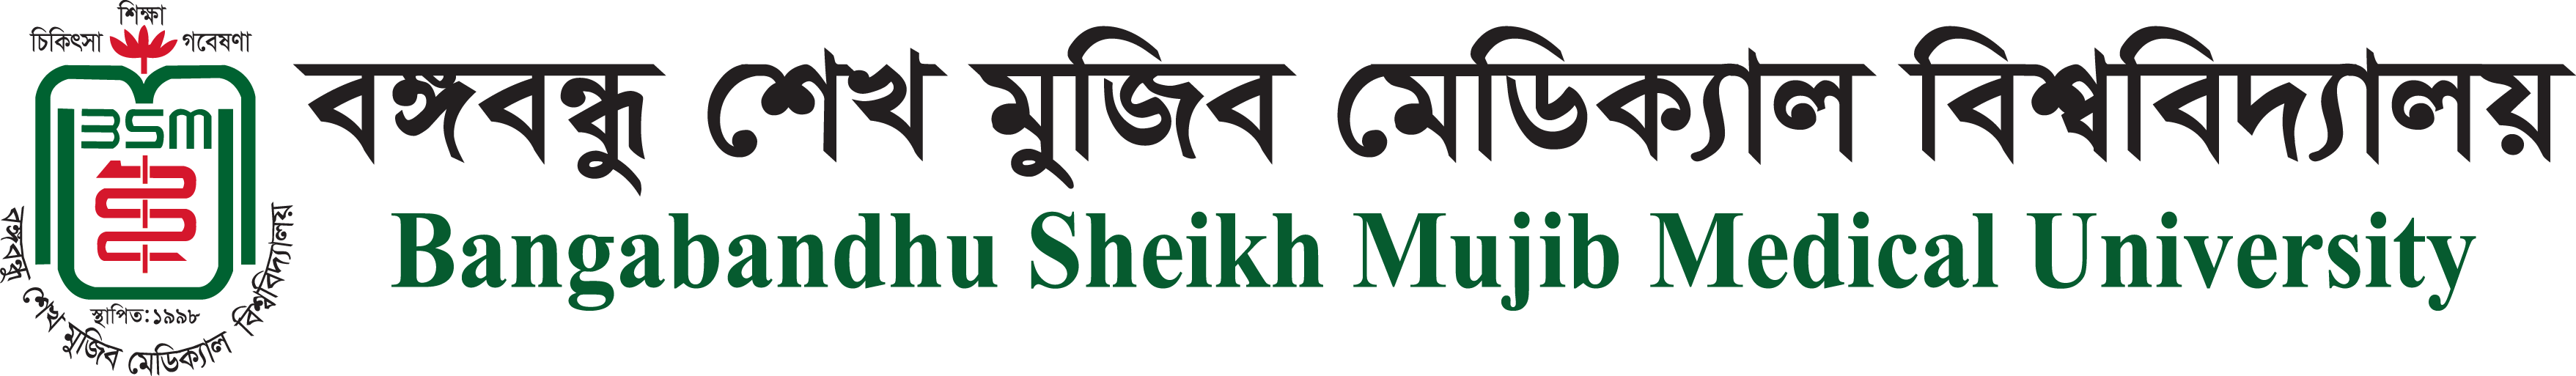 শিক্ষা
চিকিৎসা গবেষণা
BSM
স্থাপিত:১৯৯৮
বঙ্গবন্ধু শেখ মুজিব মেডিক্যাল বিশ্ববিদ্যালয়
বঙ্গবন্ধু শেখ মুজিব মেডিক্যাল বিশ্ববিদ্যালয়
Bangabandhu Sheikh Mujib Medical University